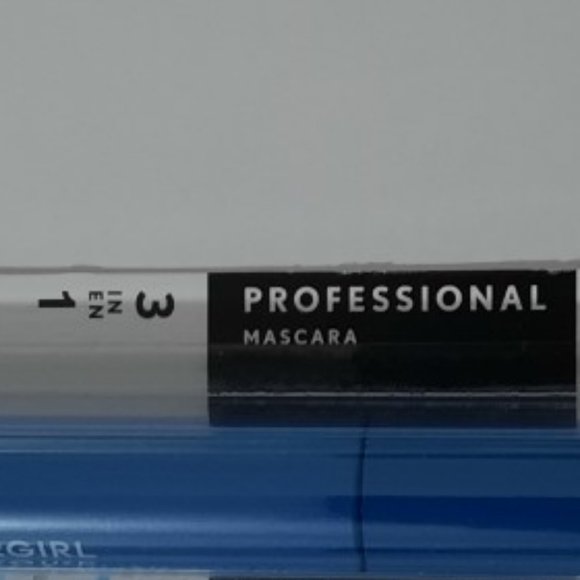 3
IN
EN
1
PROFESSIONAL
MASCARA
GIRL